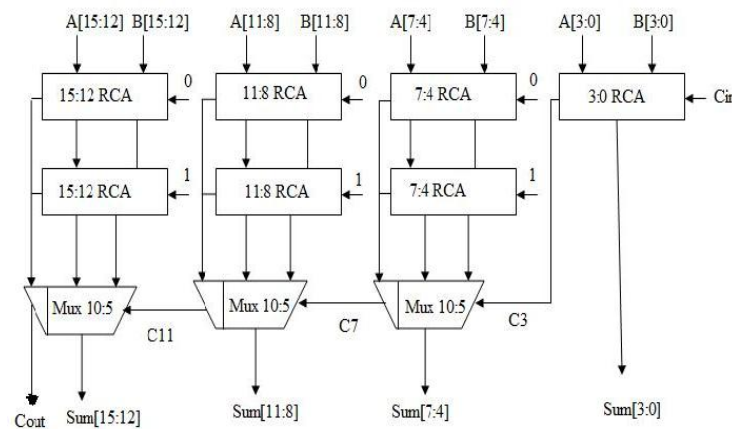 A[15:12] B[15:12] A[11:8] B[11:8] A[7:4] B[7:4] A[3:0] B[3:0]
0 0 0
15:12 RCA 11:8 RCA 7:4 RCA 3:0 RCA Cin
1 1 1
15:12 RCA 11:8 RCA 7:4 RCA
Mux 10:5 Mux 10:5 Mux 10:5
C11 C7 C3
Cout Sum[15:12] Sum[11:8] Sum[7:4] Sum[3:0]